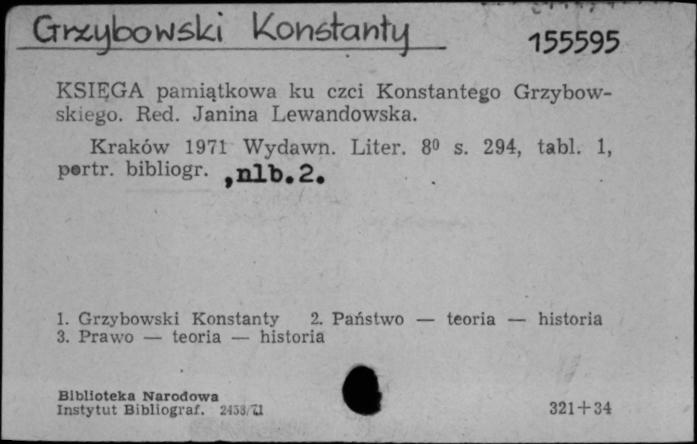 Grzybowski Konstanty
155595
KSIĘGA pamiątkowa ku czci Konstantego Grzybow-
skiego. Red. Janina Lewandowska.
Kraków 1971 Wydawn. Liter. 8⁰ s. 294, tabl. 1,
portr. bibliogr. ,nlb.2.
1. Grzybowski Konstanty 2. Państwo — teoria — historia
3. Prawo — teoria — historia
Biblioteka Narodowa
Instytut Bibliograf. 2458/71
321+34